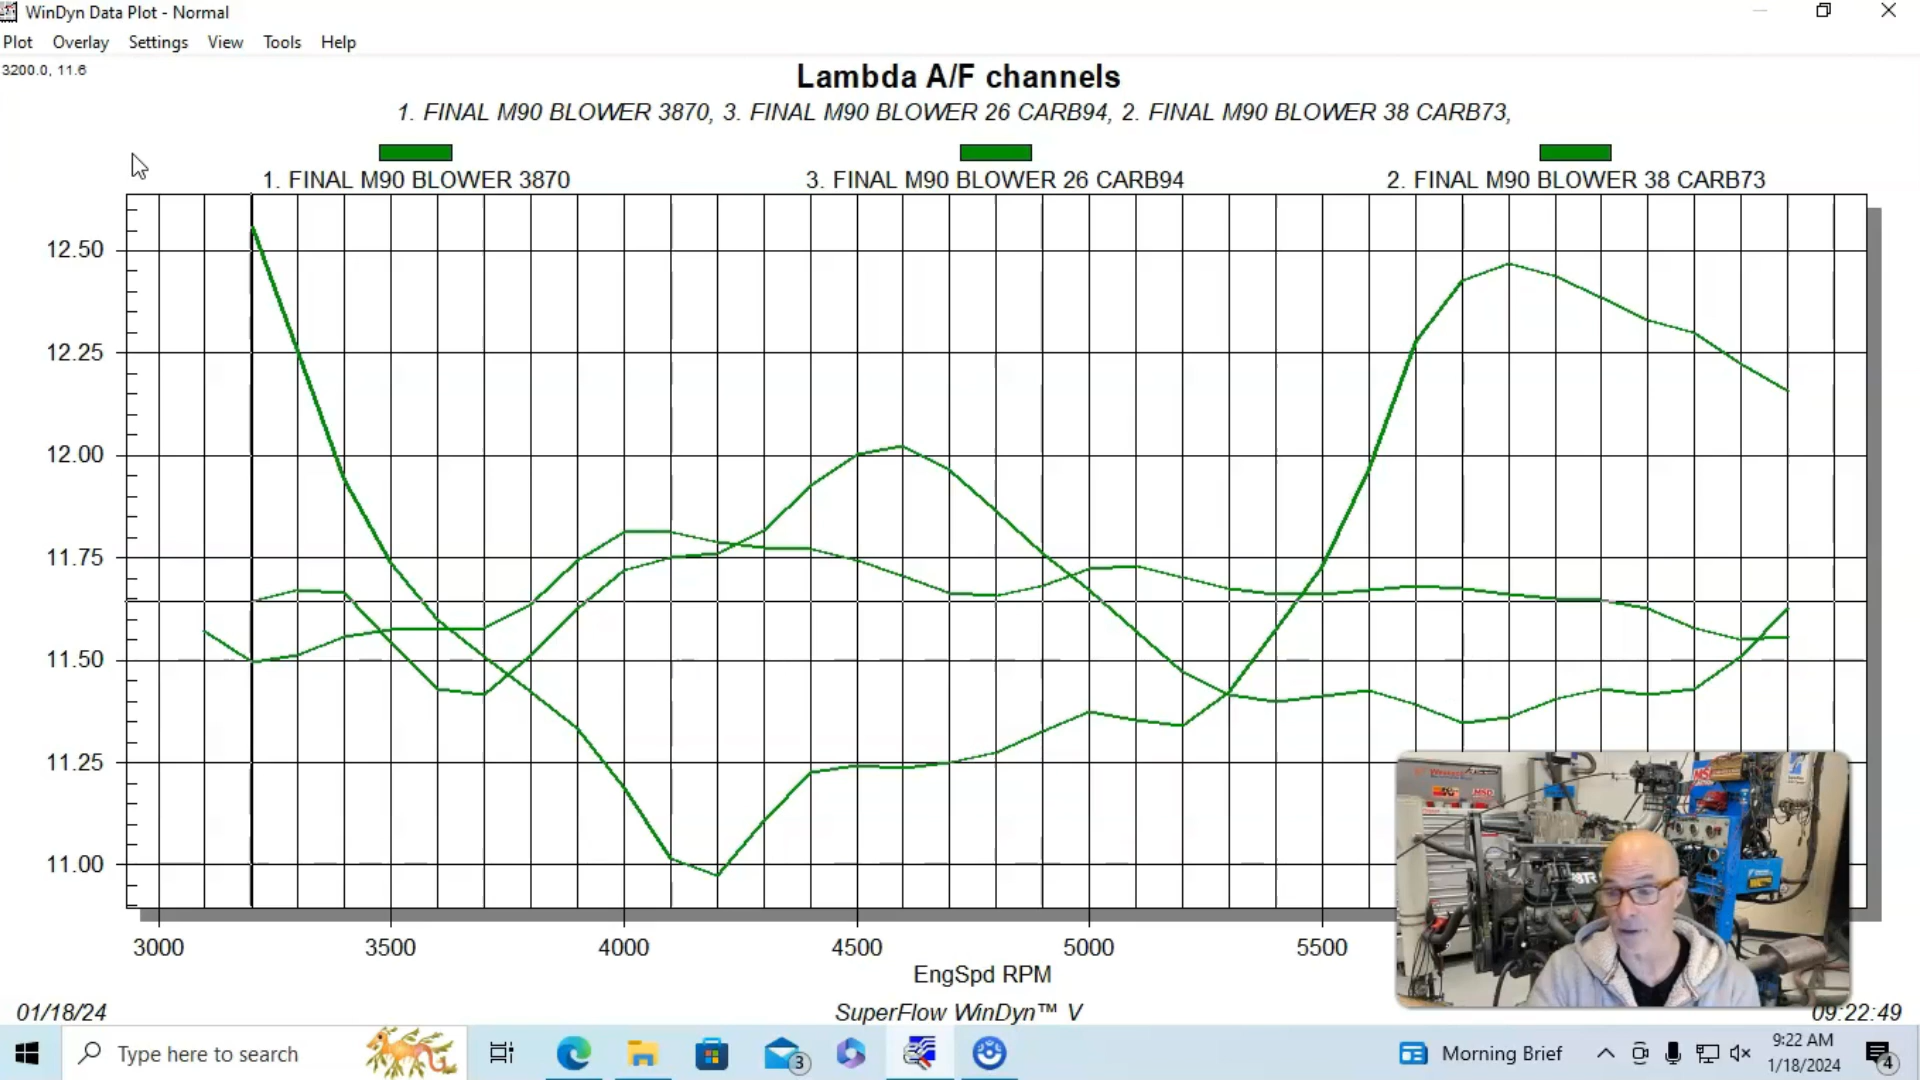 WinDyn Data Plot - Normal
Plot Overlay Settings View Tools Help
3200.0, 11.6
Lambda A/F channels
1. FINAL M90 BLOWER 3870, 3. FINAL M90 BLOWER 26 CARB94, 2. FINAL M90 BLOWER 38 CARB73,
1. FINAL M90 BLOWER 3870 3. FINAL M90 BLOWER 26 CARB94 2. FINAL M90 BLOWER 38 CARB73
12.50
12.25
12.00
11.75
11.50
11.25
11.00
3000 3500 4000 4500 5000 5500
EngSpd RPM
01/18/24 SuperFlow WinDyn™ V 09:22:49
Type here to search
3
Morning Brief
9:22 AM
1/18/2024
4